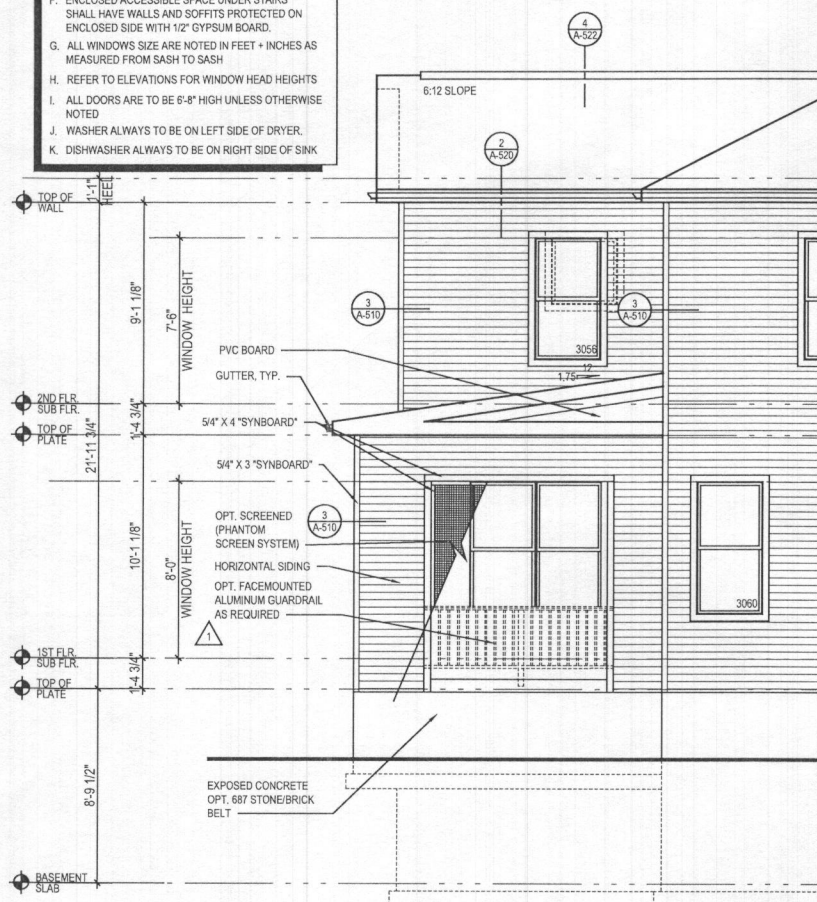 F. ENCLOSED ACCESSIBLE SPACE UNDER STAIRS
SHALL HAVE WALLS AND SOFFITS PROTECTED ON
ENCLOSED SIDE WITH 1/2" GYPSUM BOARD.
G. ALL WINDOWS SIZE ARE NOTED IN FEET + INCHES AS
MEASURED FROM SASH TO SASH
H. REFER TO ELEVATIONS FOR WINDOW HEAD HEIGHTS
I. ALL DOORS ARE TO BE 6'-8" HIGH UNLESS OTHERWISE
NOTED
J. WASHER ALWAYS TO BE ON LEFT SIDE OF DRYER.
K. DISHWASHER ALWAYS TO BE ON RIGHT SIDE OF SINK
4
A-522
6:12 SLOPE
2
A-520
1'-1"
HEEL
TOP OF
WALL
9'-1 1/8"
7'-6"
WINDOW HEIGHT
3
A-510
3
A-510
3056
12
1.75
PVC BOARD
GUTTER, TYP.
2ND FLR.
SUB FLR.
TOP OF
PLATE
1'-4 3/4"
21'-11 3/4"
5/4" X 4 "SYNBOARD"
5/4" X 3 "SYNBOARD"
10'-1 1/8"
8'-0"
WINDOW HEIGHT
3
A-510
OPT. SCREENED
(PHANTOM
SCREEN SYSTEM)
HORIZONTAL SIDING
OPT. FACEMOUNTED
ALUMINUM GUARDRAIL
AS REQUIRED
1
3060
1ST FLR.
SUB FLR.
TOP OF
PLATE
1'-4 3/4"
8'-9 1/2"
EXPOSED CONCRETE
OPT. 687 STONE/BRICK
BELT
BASEMENT
SLAB